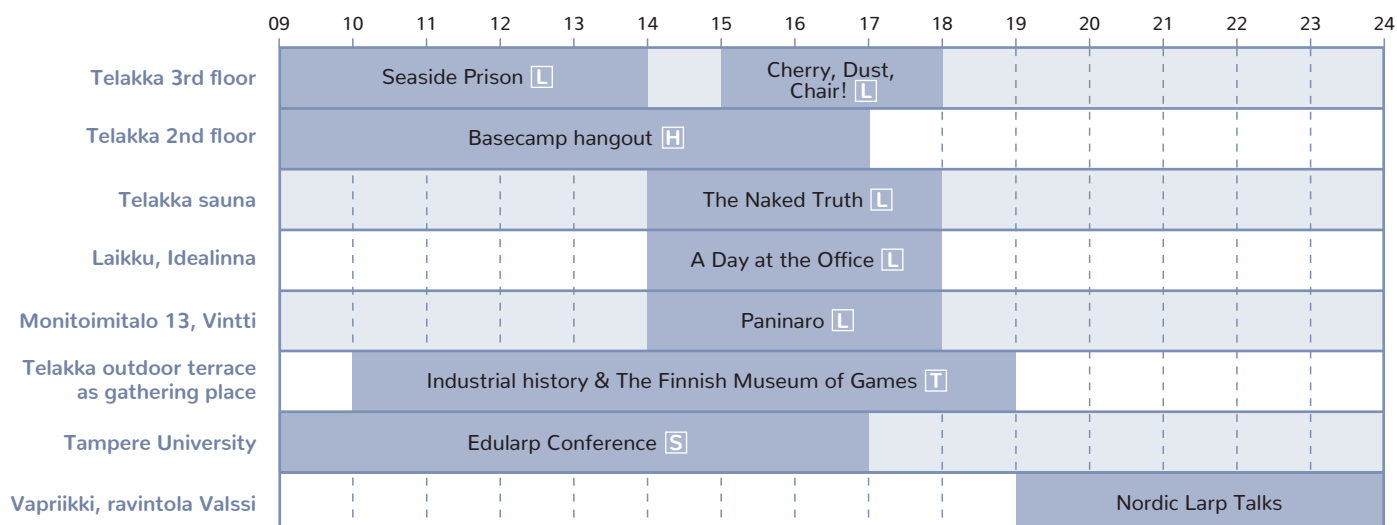 09 10 11 12 13 14 15 16 17 18 19 20 21 22 23 24
Telakka 3rd floor
Seaside Prison L
Cherry, Dust,
Chair! L
Telakka 2nd floor
Basecamp hangout H
Telakka sauna
The Naked Truth L
Laikku, Idealinna
A Day at the Office L
Monitoimitalo 13, Vintti
Paninaro L
Telakka outdoor terrace
as gathering place
Industrial history & The Finnish Museum of Games T
Tampere University
Edularp Conference S
Vapriikki, ravintola Valssi
Nordic Larp Talks